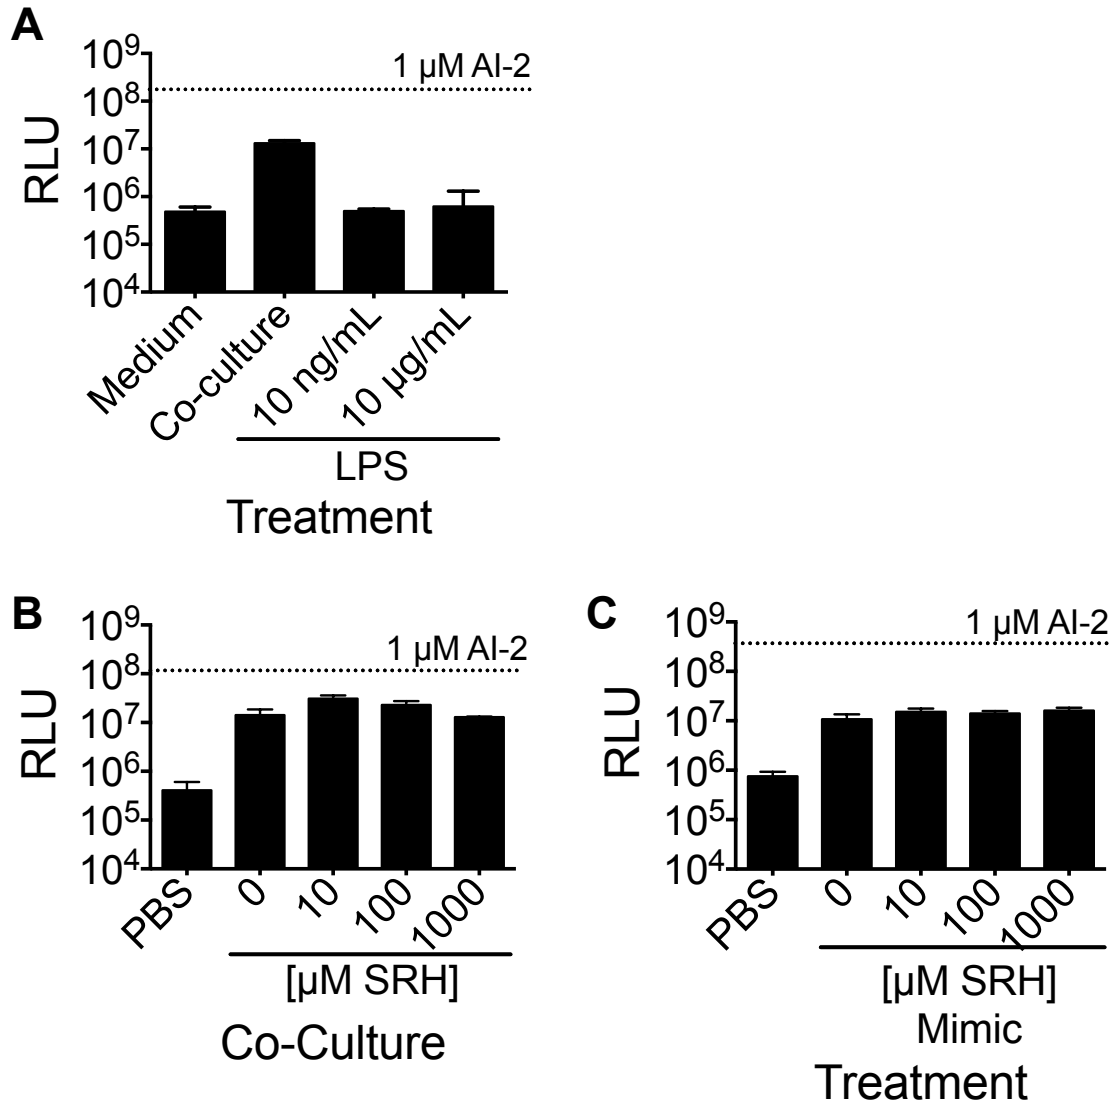 A
1 µM AI-2
RLU
10⁹
10⁸
10⁷
10⁶
10⁵
10⁴
Medium
Co-culture
10 ng/mL
10 µg/mL
LPS
Treatment
B
1 µM AI-2
RLU
10⁹
10⁸
10⁷
10⁶
10⁵
10⁴
PBS
0
10
100
1000
[µM SRH]
Co-Culture
C
1 µM AI-2
RLU
10⁹
10⁸
10⁷
10⁶
10⁵
10⁴
PBS
0
10
100
1000
[µM SRH]
Mimic
Treatment